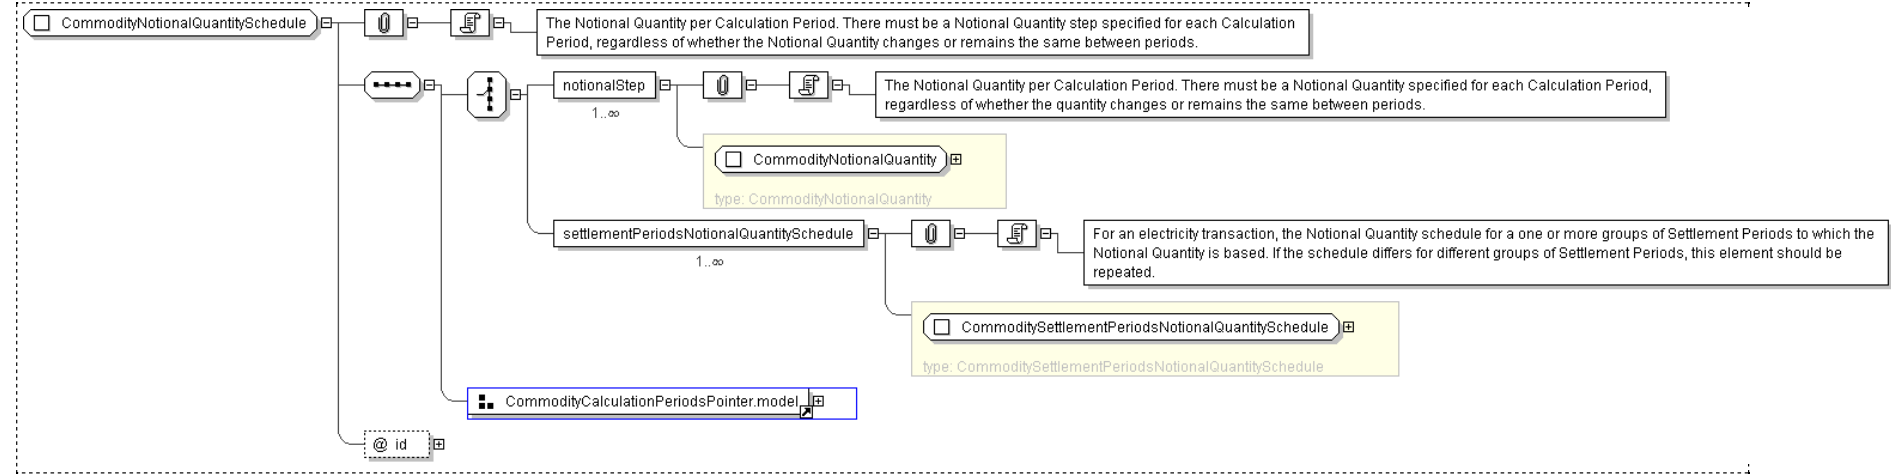 CommodityNotionalQuantitySchedule
The Notional Quantity per Calculation Period. There must be a Notional Quantity step specified for each Calculation
Period, regardless of whether the Notional Quantity changes or remains the same between periods.
notionalStep
1..∞
The Notional Quantity per Calculation Period. There must be a Notional Quantity specified for each Calculation Period,
regardless of whether the quantity changes or remains the same between periods.
CommodityNotionalQuantity
type: CommodityNotionalQuantity
settlementPeriodsNotionalQuantitySchedule
1..∞
For an electricity transaction, the Notional Quantity schedule for a one or more groups of Settlement Periods to which the
Notional Quantity is based. If the schedule differs for different groups of Settlement Periods, this element should be
repeated.
CommoditySettlementPeriodsNotionalQuantitySchedule
type: CommoditySettlementPeriodsNotionalQuantitySchedule
CommodityCalculationPeriodsPointer.model
@ id